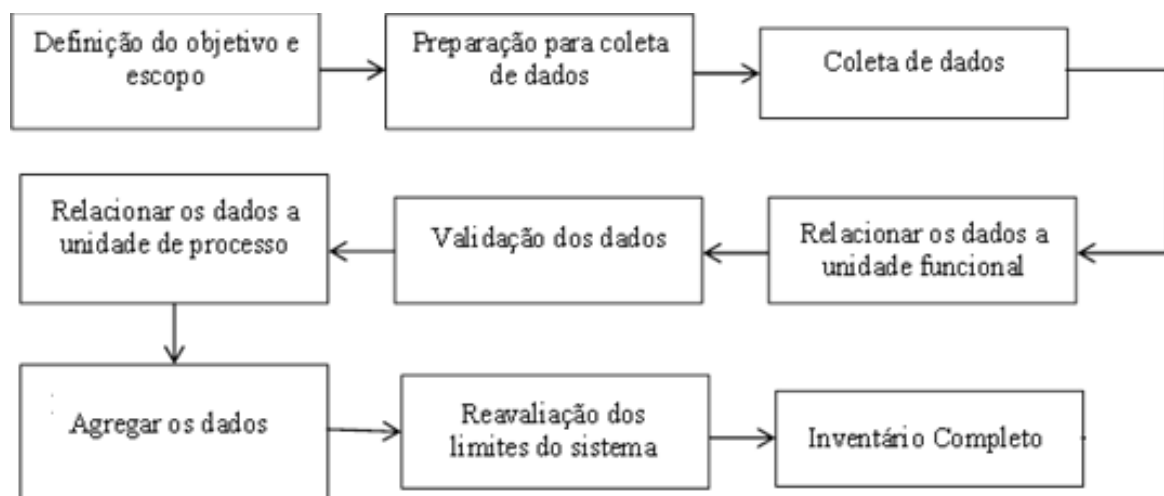 Definição do objetivo e
escopo
Preparação para coleta
de dados
Coleta de dados
Relacionar os dados a
unidade de processo
Validação dos dados
Relacionar os dados a
unidade funcional
Agregar os dados
Reavaliação dos
limites do sistema
Inventário Completo